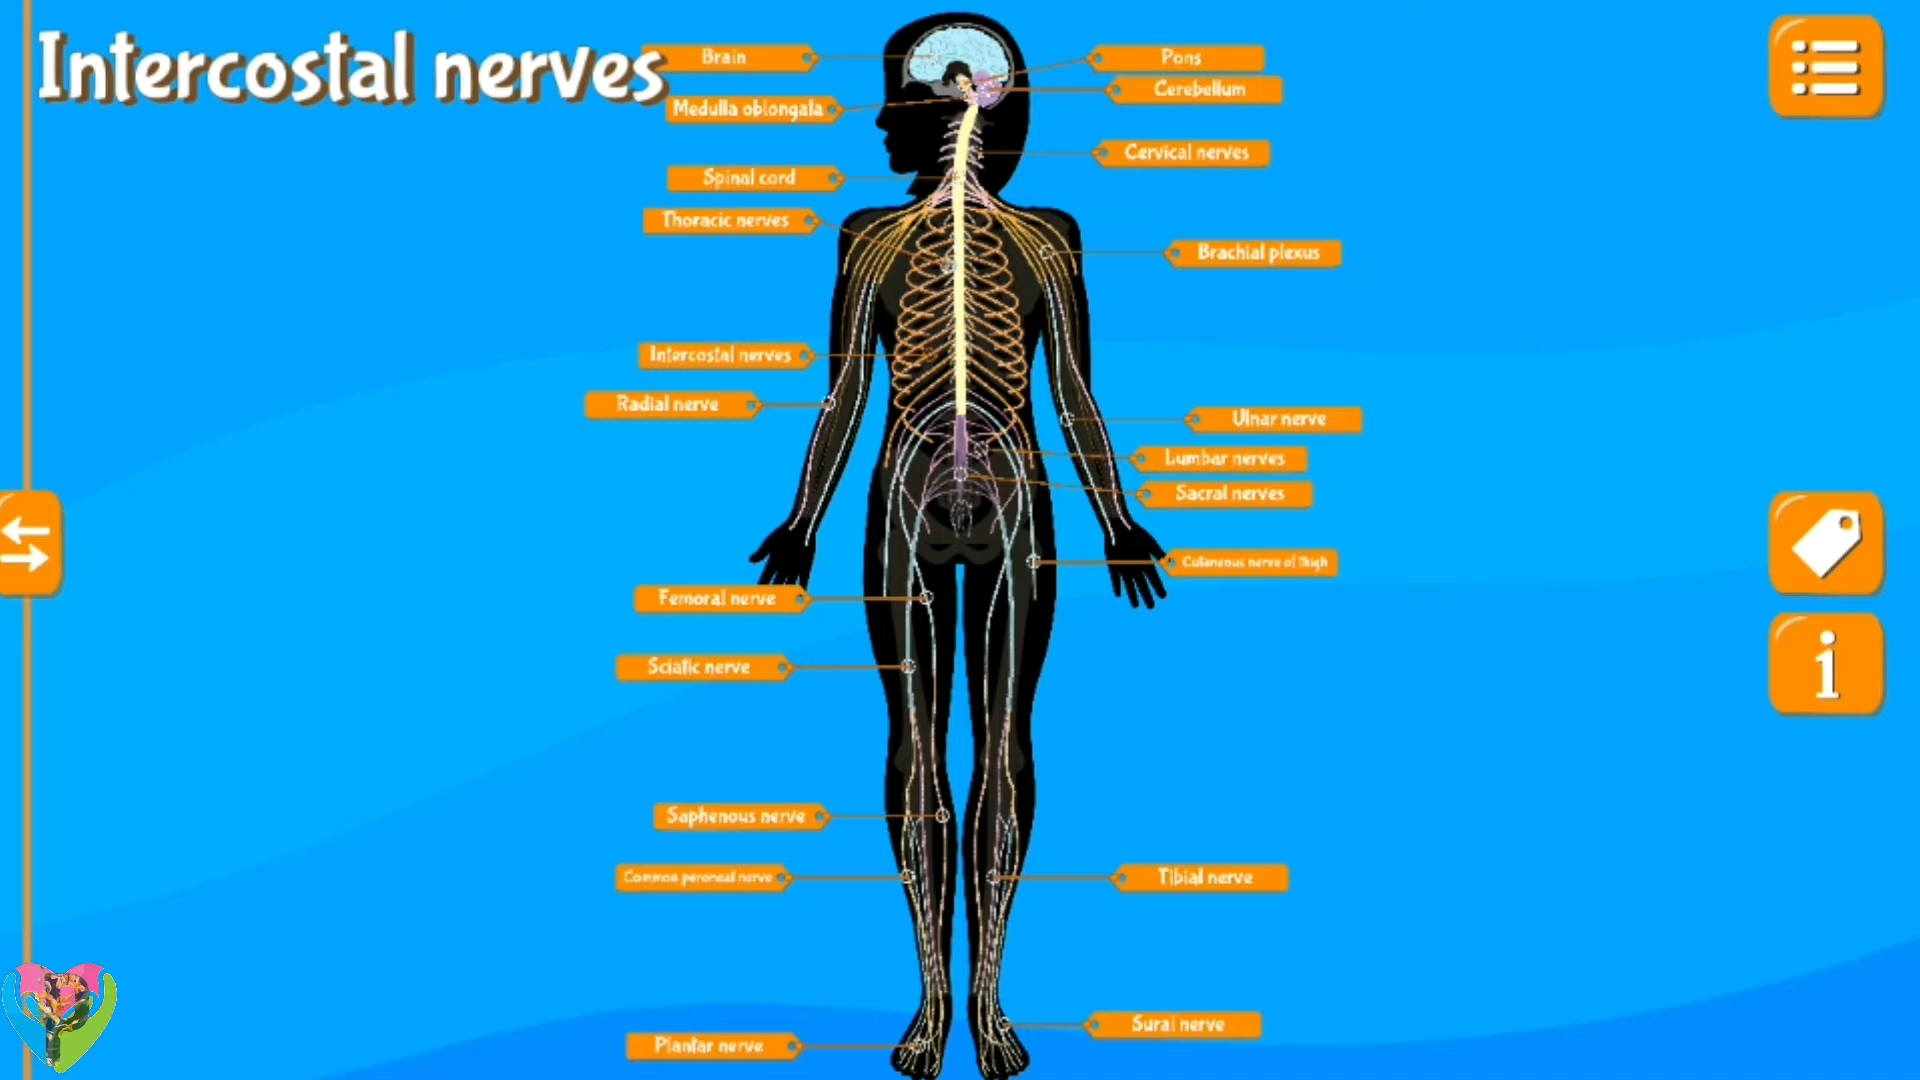 Intercostal nerves
Brain
Pons
Cerebellum
Medulla oblongata
Cervical nerves
Spinal cord
Thoracic nerves
Brachial plexus
Intercostal nerves
Radial nerve
Ulnar nerve
Lumbar nerves
Sacral nerves
Cutaneous nerve of thigh
Femoral nerve
Sciatic nerve
Saphenous nerve
Common peroneal nerve
Tibial nerve
Sural nerve
Plantar nerve
i